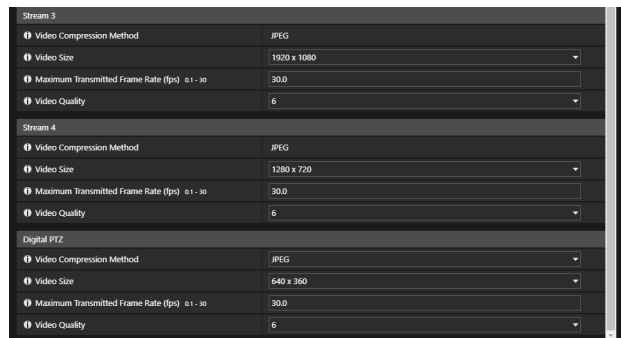 Stream 3
Video Compression Method JPEG
Video Size 1920 x 1080
Maximum Transmitted Frame Rate (fps) 0.1 - 30 30.0
Video Quality 6
Stream 4
Video Compression Method JPEG
Video Size 1280 x 720
Maximum Transmitted Frame Rate (fps) 0.1 - 30 30.0
Video Quality 6
Digital PTZ
Video Compression Method JPEG
Video Size 640 x 360
Maximum Transmitted Frame Rate (fps) 0.1 - 30 30.0
Video Quality 6